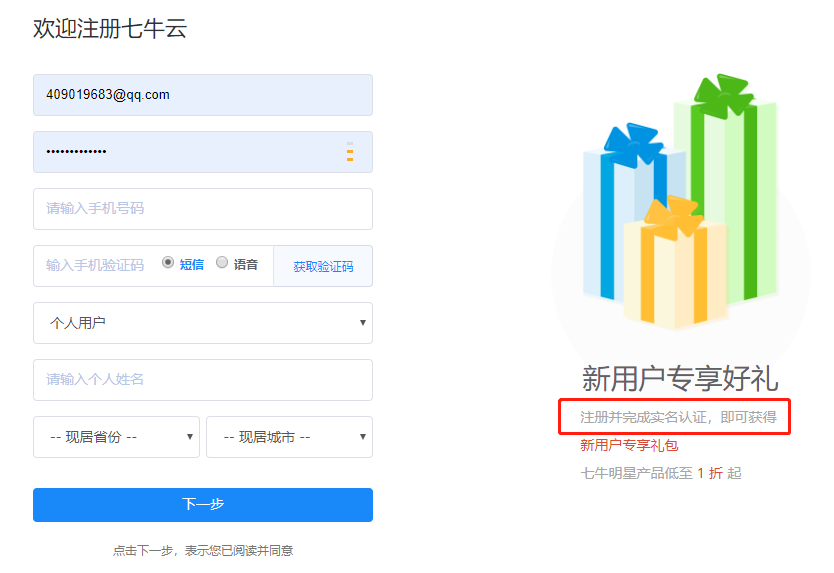 欢迎注册七牛云
409019683@qq.com
•••••••••••••
请输入手机号码
输入手机验证码 短信 语音 获取验证码
个人用户
请输入个人姓名
-- 现居省份 -- -- 现居城市 --
下一步
点击下一步，表示您已阅读并同意
新用户专享好礼
注册并完成实名认证，即可获得
新用户专享礼包
七牛明星产品低至 1 折 起